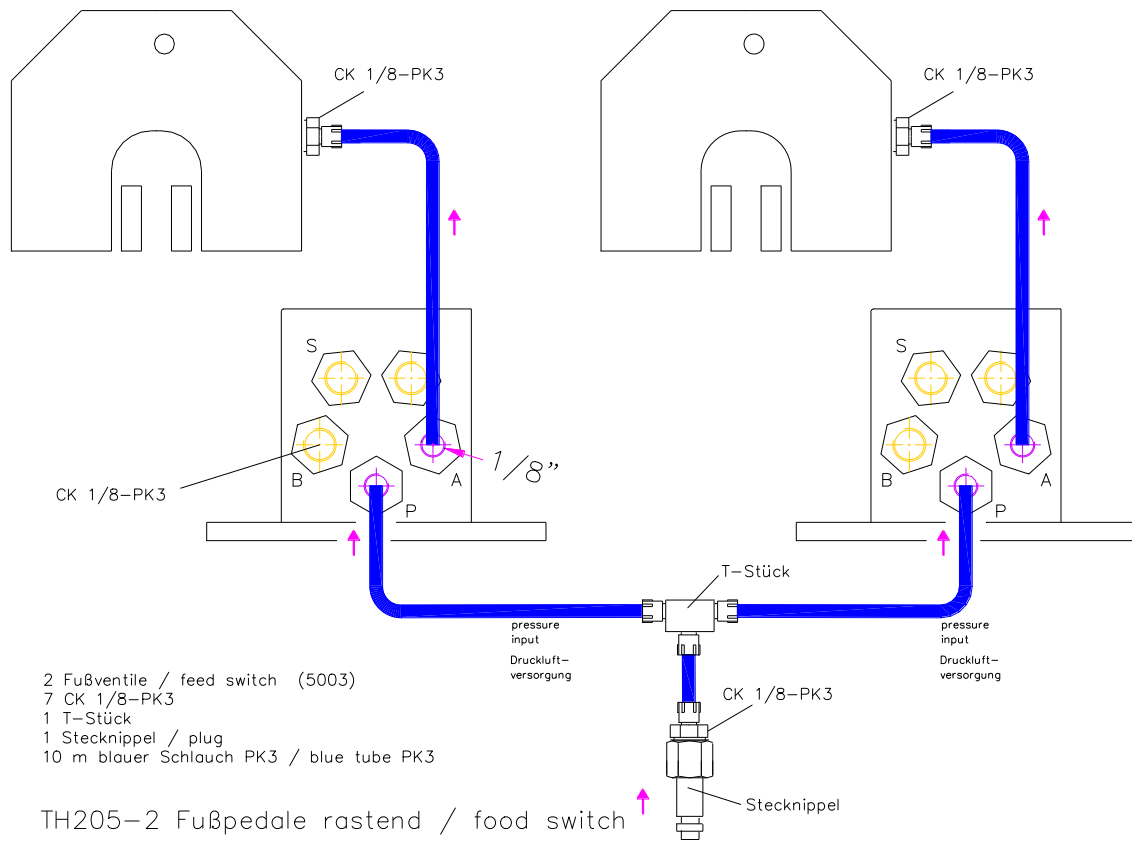 CK 1/8-PK3
CK 1/8-PK3
S
S
1/8”
B
A
B
A
CK 1/8-PK3
P
P
T-Stück
pressure
input
Druckluft-
versorgung
pressure
input
Druckluft-
versorgung
CK 1/8-PK3
2 Fußventile / feed switch (5003)
7 CK 1/8-PK3
1 T-Stück
1 Stecknippel / plug
10 m blauer Schlauch PK3 / blue tube PK3
Stecknippel
TH205-2 Fußpedale rastend / food switch